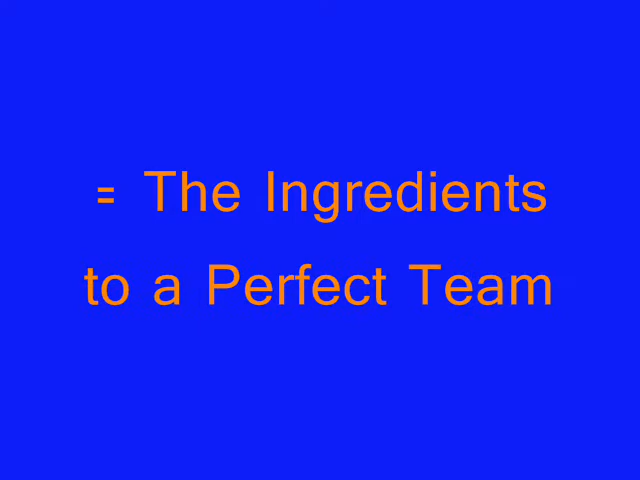 = The Ingredients
to a Perfect Team